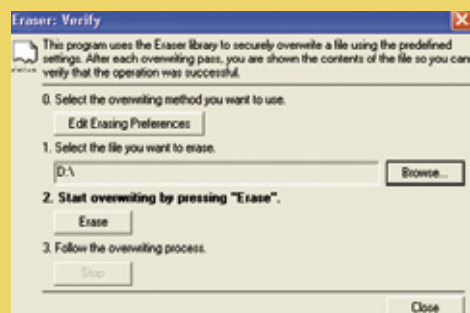 Eraser: Verify
This program uses the Eraser library to securely overwrite a file using the predefined
settings. After each overwriting pass, you are shown the contents of the file so you can
verify that the operation was successful.
0. Select the overwriting method you want to use.
Edit Erasing Preferences
1. Select the file you want to erase.
D:\
Browse...
2. Start overwriting by pressing "Erase".
Erase
3. Follow the overwriting process.
Stop
Close